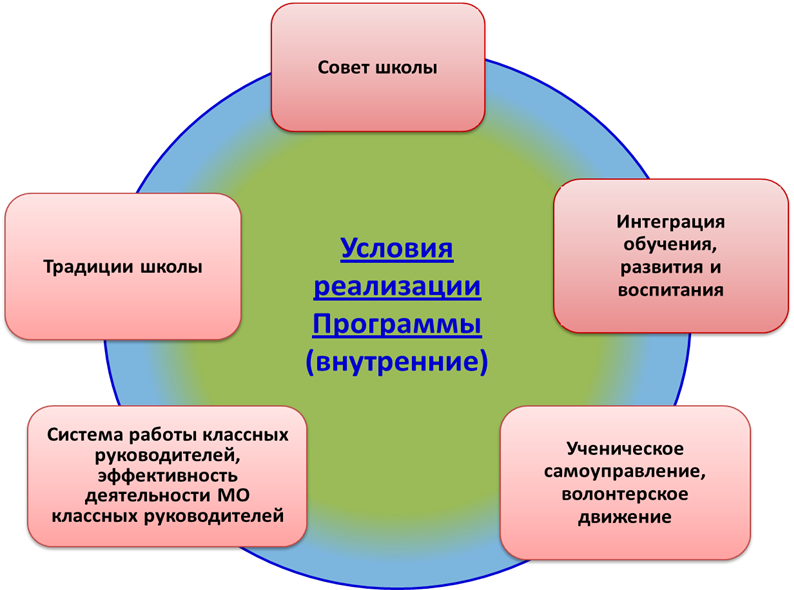 Совет школы
Интеграция
обучения,
развития и
воспитания
Традиции школы
Условия
реализации
Программы
(внутренние)
Система работы классных
руководителей,
эффективность
деятельности МО
классных руководителей
Ученическое
самоуправление,
волонтерское
движение